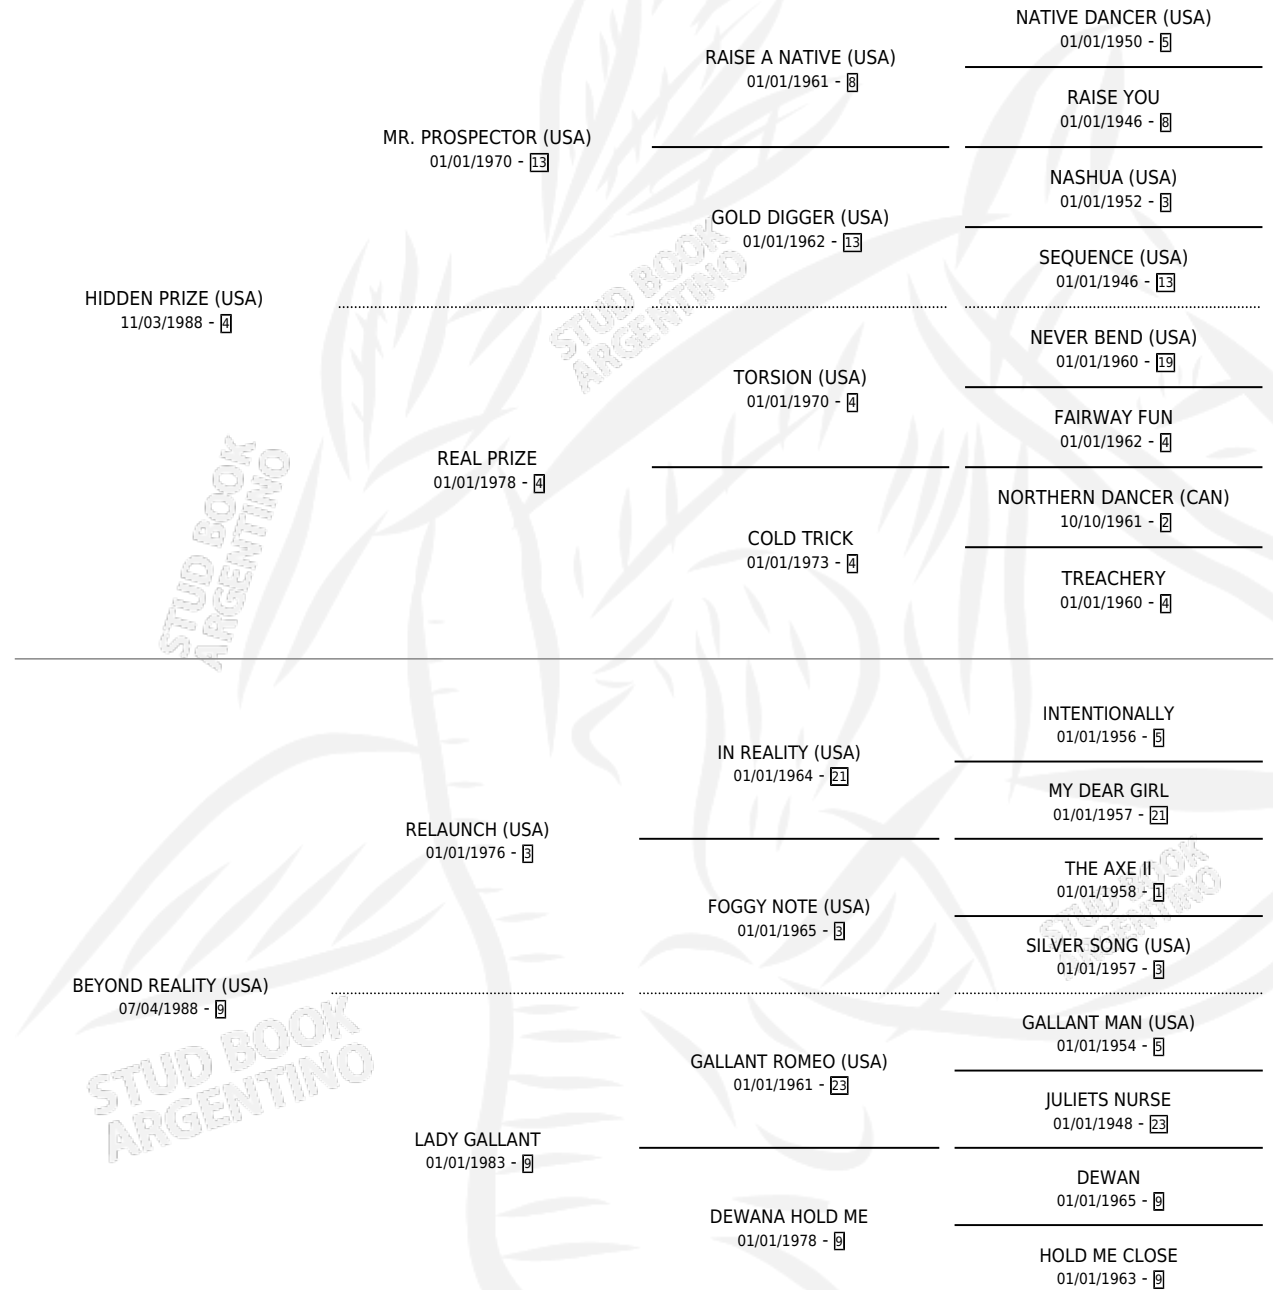 NATIVE DANCER (USA)
01/01/1950 - 5
RAISE A NATIVE (USA)
01/01/1961 - 8
RAISE YOU
01/01/1946 - 8
MR. PROSPECTOR (USA)
01/01/1970 - 13
NASHUA (USA)
01/01/1952 - 3
GOLD DIGGER (USA)
01/01/1962 - 13
SEQUENCE (USA)
01/01/1946 - 13
HIDDEN PRIZE (USA)
11/03/1988 - 4
STUD BOOK
ARGENTINO
NEVER BEND (USA)
01/01/1960 - 19
TORSION (USA)
01/01/1970 - 4
FAIRWAY FUN
01/01/1962 - 4
REAL PRIZE
01/01/1978 - 4
NORTHERN DANCER (CAN)
10/10/1961 - 2
COLD TRICK
01/01/1973 - 4
TREACHERY
01/01/1960 - 4
STUD BOOK
ARGENTINO
INTENTIONALLY
01/01/1956 - 5
IN REALITY (USA)
01/01/1964 - 21
MY DEAR GIRL
01/01/1957 - 21
RELAUNCH (USA)
01/01/1976 - 3
THE AXE II
01/01/1958 - 1
STUD BOOK
ARGENTINO
FOGGY NOTE (USA)
01/01/1965 - 3
SILVER SONG (USA)
01/01/1957 - 3
BEYOND REALITY (USA)
07/04/1988 - 9
GALLANT MAN (USA)
01/01/1954 - 5
GALLANT ROMEO (USA)
01/01/1961 - 23
JULIETS NURSE
01/01/1948 - 23
STUD BOOK
ARGENTINO
LADY GALLANT
01/01/1983 - 9
DEWAN
01/01/1965 - 9
DEWANA HOLD ME
01/01/1978 - 9
HOLD ME CLOSE
01/01/1963 - 9